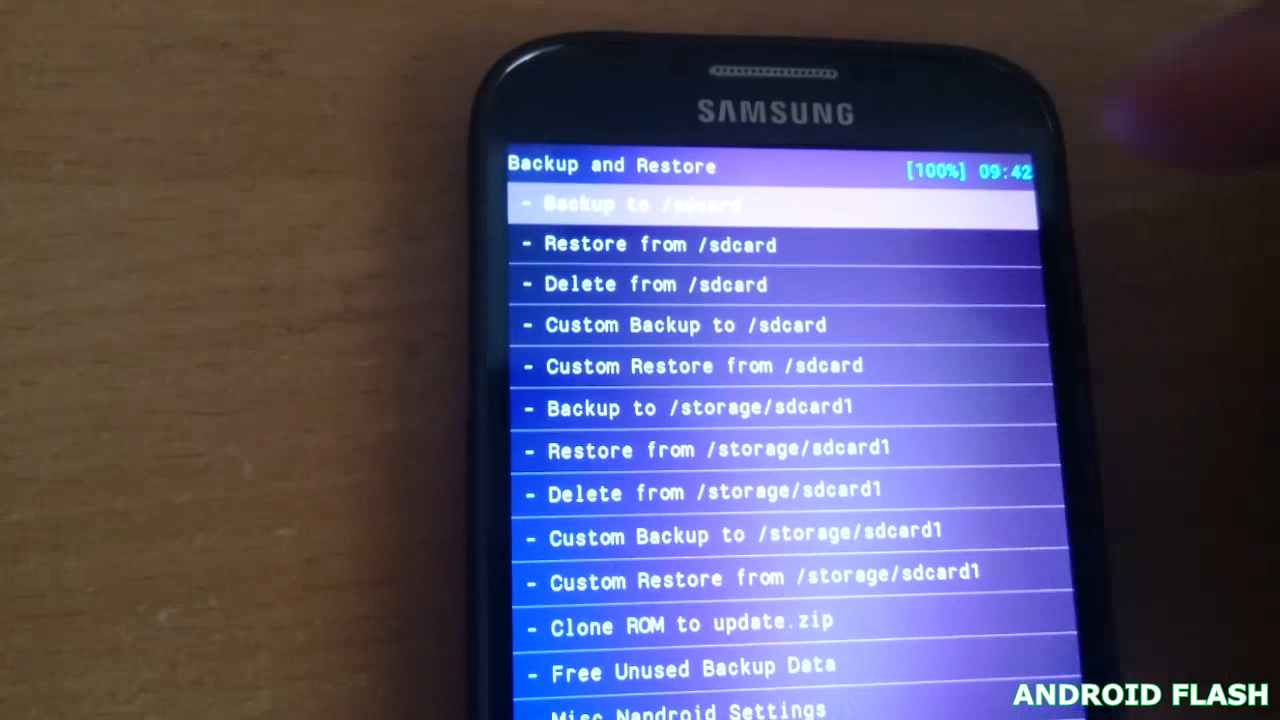 SAMSUNG
Backup and Restore [100%] 09:42
- Backup to /sdcard
- Restore from /sdcard
- Delete from /sdcard
- Custom Backup to /sdcard
- Custom Restore from /sdcard
- Backup to /storage/sdcard1
- Restore from /storage/sdcard1
- Delete from /storage/sdcard1
- Custom Backup to /storage/sdcard1
- Custom Restore from /storage/sdcard1
- Clone ROM to update.zip
- Free Unused Backup Data
Misc Nandroid Settings
ANDROID FLASH